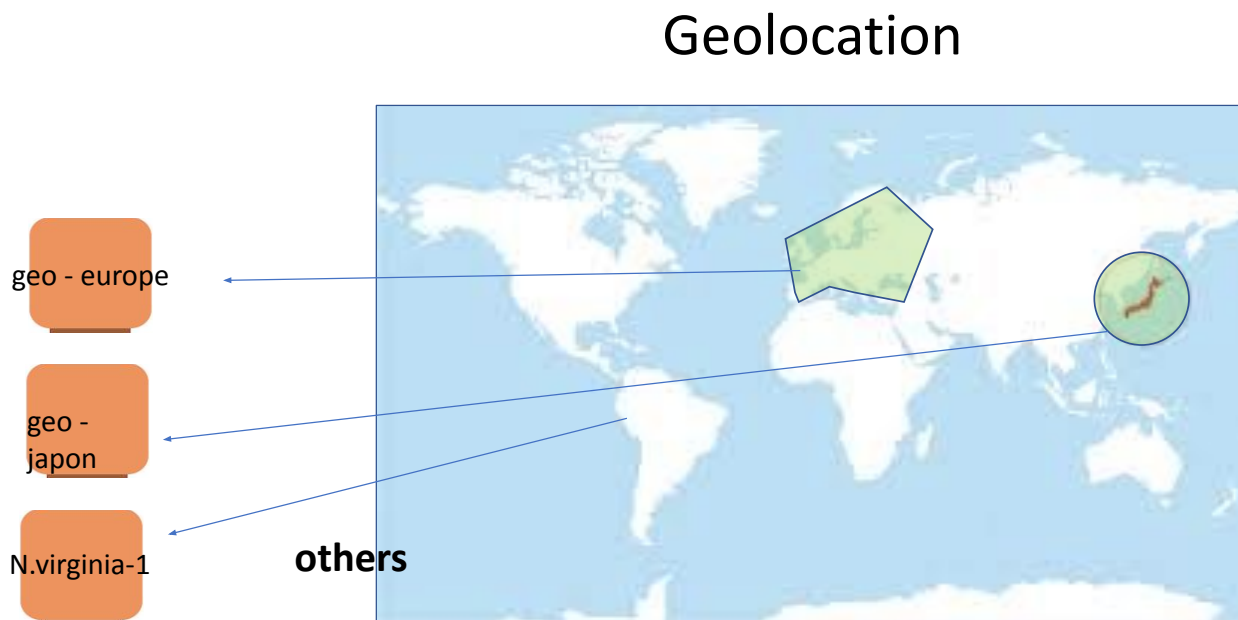 Geolocation
geo - europe
geo -
japon
N.virginia-1
others